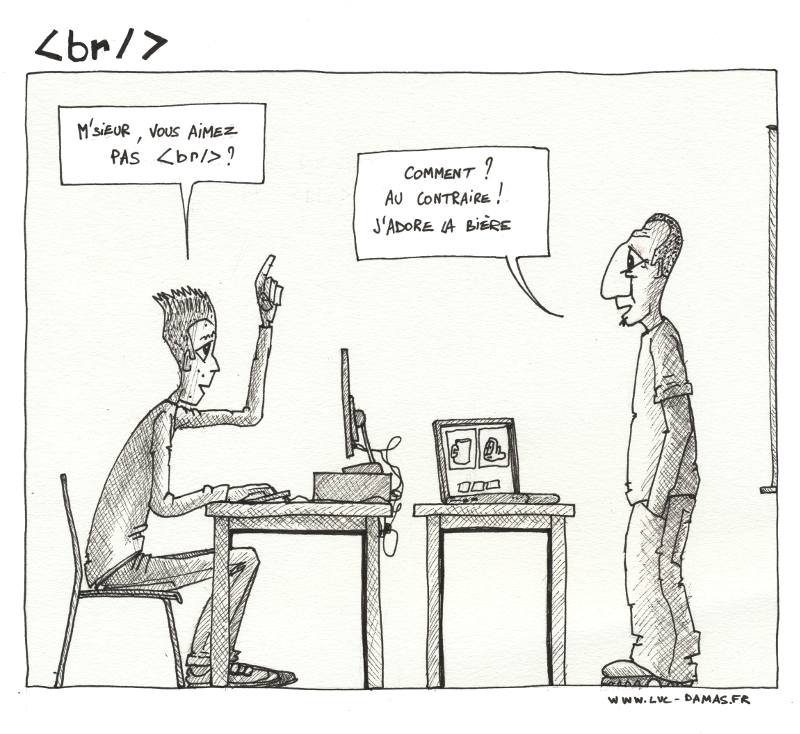 <br/>
M'SIEUR, VOUS AIMEZ
PAS <br/> ?
COMMENT ?
AU CONTRAIRE !
J'ADORE LA BIÈRE
WWW.LUC-DAMAS.FR